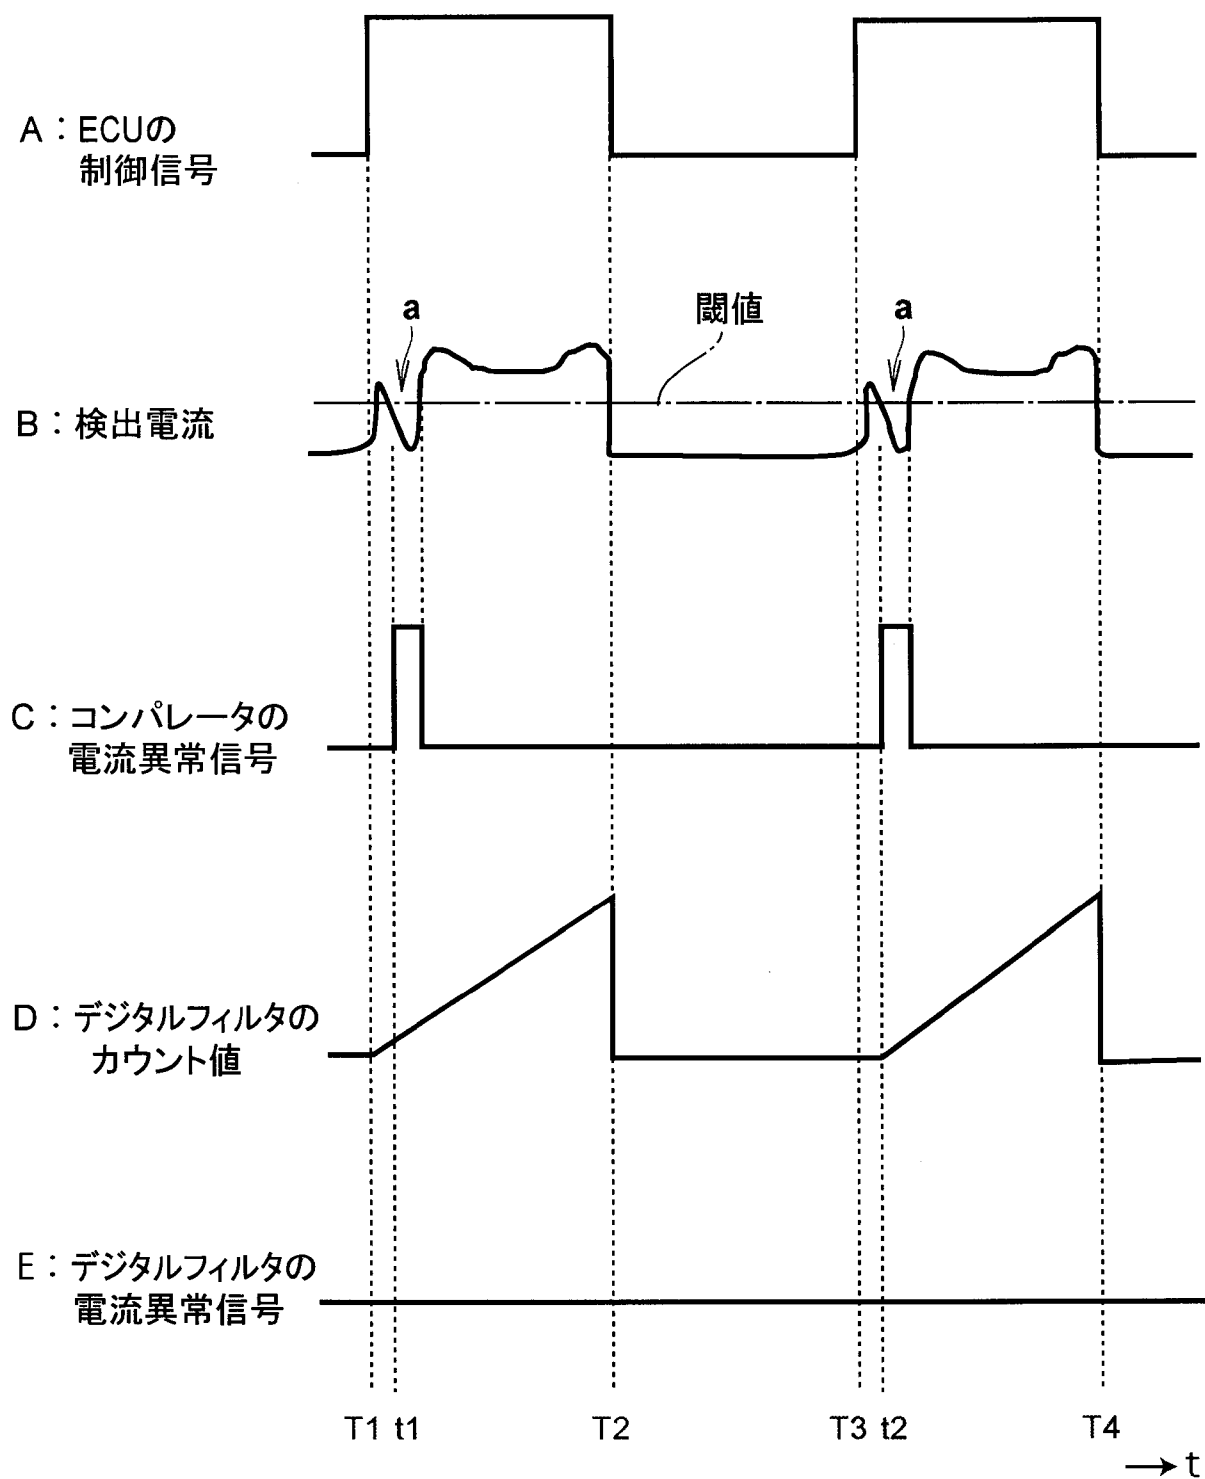 A：ECUの
制御信号
a
閾値
a
B：検出電流
C：コンパレータの
電流異常信号
D：デジタルフィルタの
カウント値
E：デジタルフィルタの
電流異常信号
T1 t1 T2 T3 t2 T4
t